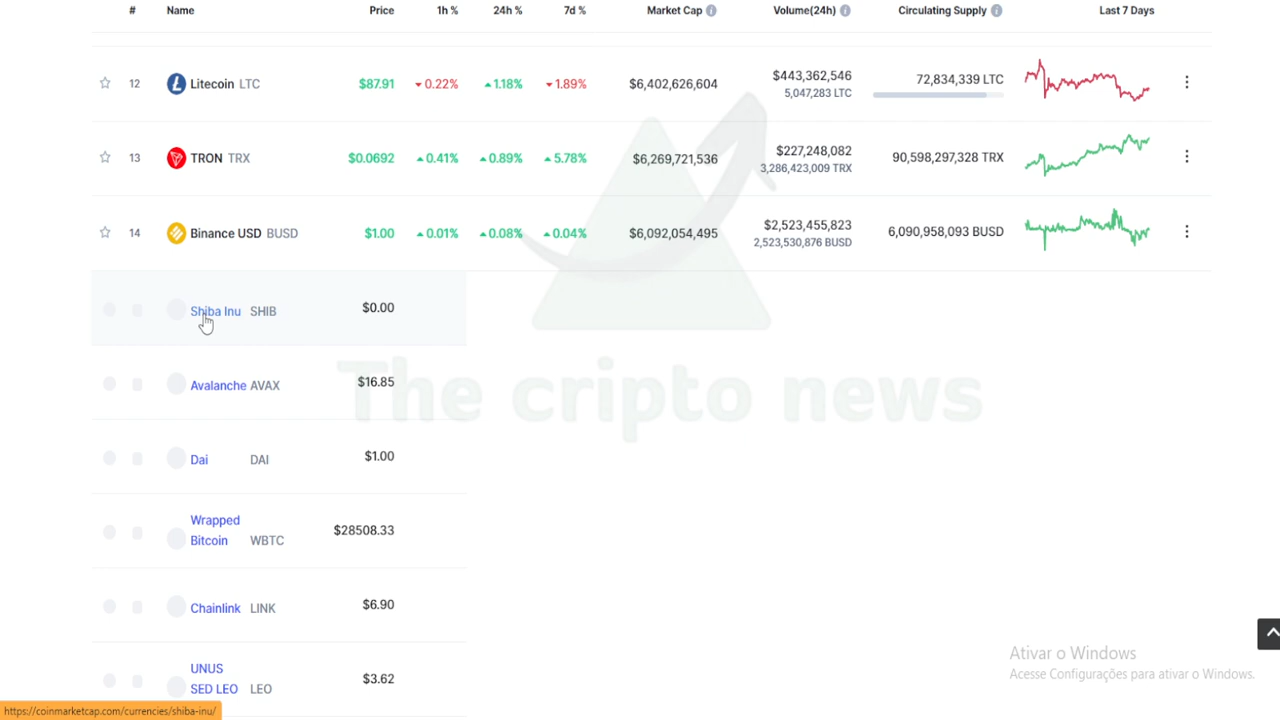 # Name Price 1h % 24h % 7d % Market Cap Volume(24h) Circulating Supply Last 7 Days
12 Litecoin LTC $87.91 0.22% 1.18% 1.89% $6,402,626,604 $443,362,546 72,834,339 LTC
5,047,283 LTC
13 TRON TRX $0.0692 0.41% 0.89% 5.78% $6,269,721,536 $227,248,082 90,598,297,328 TRX
3,286,423,009 TRX
14 Binance USD BUSD $1.00 0.01% 0.08% 0.04% $6,092,054,495 $2,523,455,823 6,090,958,093 BUSD
2,523,530,876 BUSD
Shiba Inu SHIB $0.00
Avalanche AVAX $16.85
The cripto news
Dai DAI $1.00
Wrapped
Bitcoin WBTC $28508.33
Chainlink LINK $6.90
UNUS
SED LEO LEO $3.62
Ativar o Windows
Acesse Configurações para ativar o Windows.
https://coinmarketcap.com/currencies/shiba-inu/